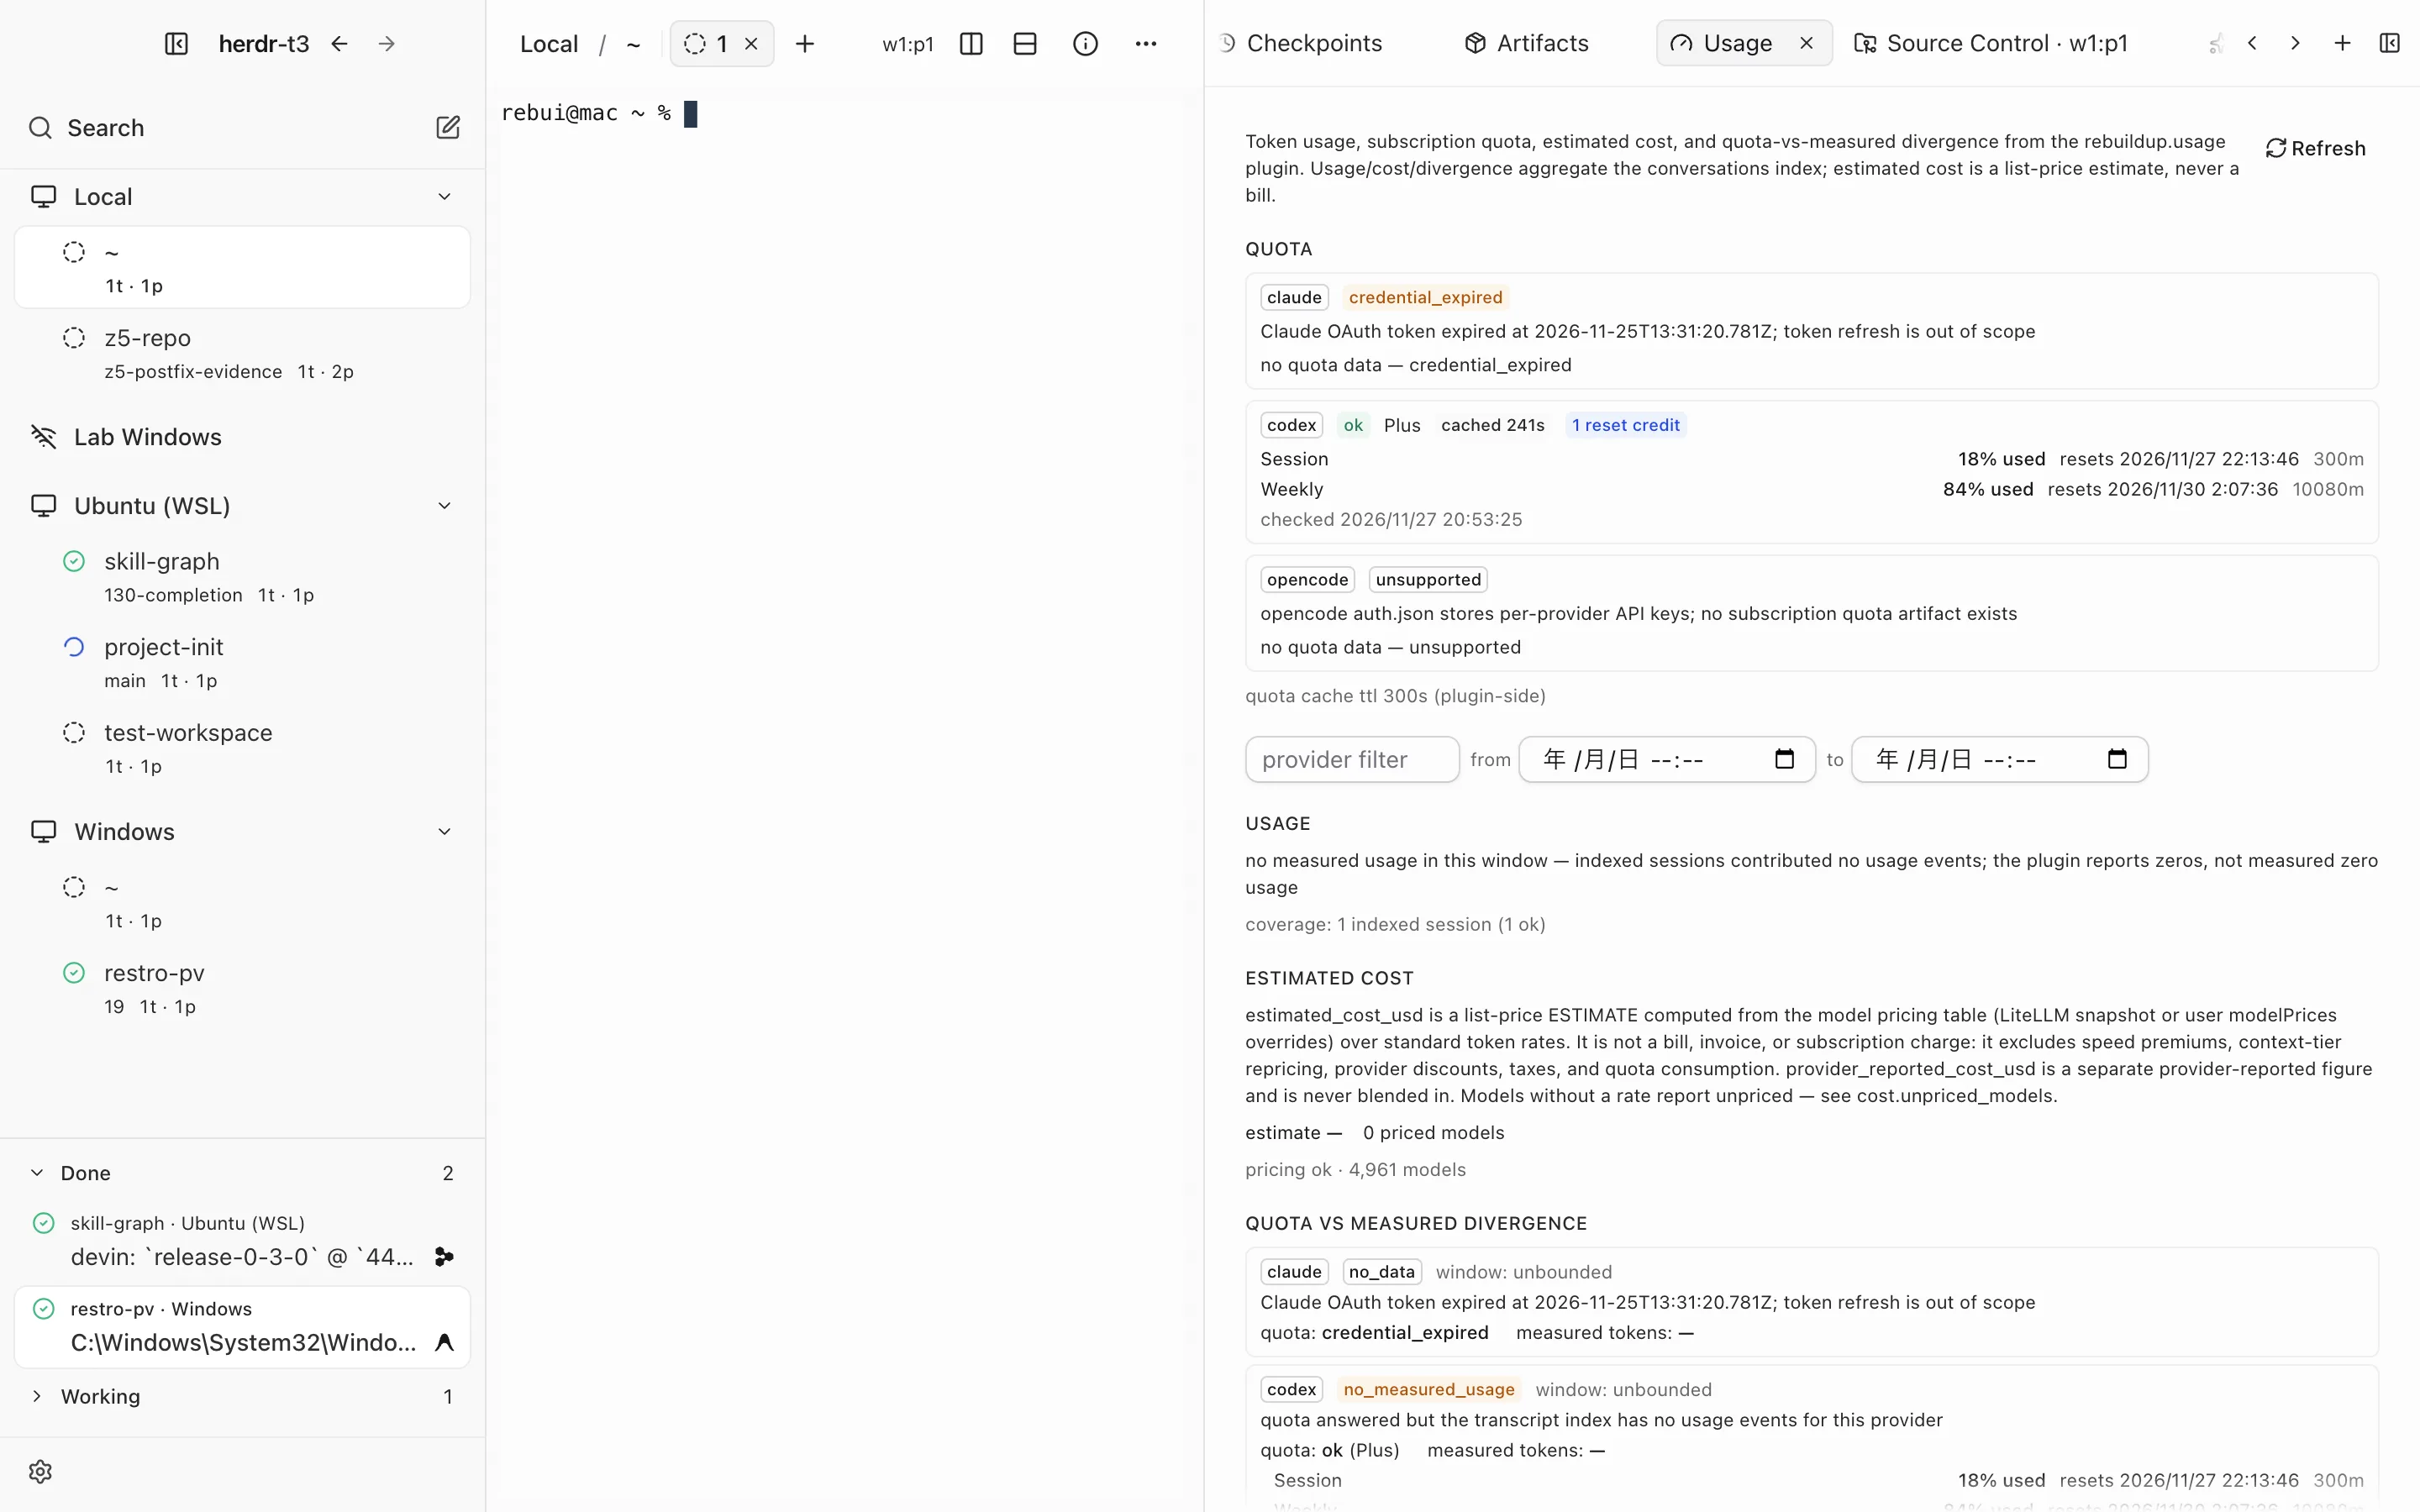 herdr-t3
Search
Local
~
1t · 1p
z5-repo
z5-postfix-evidence 1t · 2p
Lab Windows
Ubuntu (WSL)
skill-graph
130-completion 1t · 1p
project-init
main 1t · 1p
test-workspace
1t · 1p
Windows
~
1t · 1p
restro-pv
19 1t · 1p
Done 2
skill-graph · Ubuntu (WSL)
devin: `release-0-3-0` @ `44...
restro-pv · Windows
C:\Windows\System32\Windo...
Working 1
Local / ~ 1 w1:p1
rebui@mac ~ %
Checkpoints Artifacts Usage Source Control · w1:p1
Token usage, subscription quota, estimated cost, and quota-vs-measured divergence from the rebuildup.usage
plugin. Usage/cost/divergence aggregate the conversations index; estimated cost is a list-price estimate, never a
bill.
Refresh
QUOTA
claude credential_expired
Claude OAuth token expired at 2026-11-25T13:31:20.781Z; token refresh is out of scope
no quota data — credential_expired
codex ok Plus cached 241s 1 reset credit
Session 18% used resets 2026/11/27 22:13:46 300m
Weekly 84% used resets 2026/11/30 2:07:36 10080m
checked 2026/11/27 20:53:25
opencode unsupported
opencode auth.json stores per-provider API keys; no subscription quota artifact exists
no quota data — unsupported
quota cache ttl 300s (plugin-side)
provider filter from 年 /月/日 --:-- to 年 /月/日 --:--
USAGE
no measured usage in this window — indexed sessions contributed no usage events; the plugin reports zeros, not measured zero
usage
coverage: 1 indexed session (1 ok)
ESTIMATED COST
estimated_cost_usd is a list-price ESTIMATE computed from the model pricing table (LiteLLM snapshot or user modelPrices
overrides) over standard token rates. It is not a bill, invoice, or subscription charge: it excludes speed premiums, context-tier
repricing, provider discounts, taxes, and quota consumption. provider_reported_cost_usd is a separate provider-reported figure
and is never blended in. Models without a rate report unpriced — see cost.unpriced_models.
estimate — 0 priced models
pricing ok · 4,961 models
QUOTA VS MEASURED DIVERGENCE
claude no_data window: unbounded
Claude OAuth token expired at 2026-11-25T13:31:20.781Z; token refresh is out of scope
quota: credential_expired measured tokens: —
codex no_measured_usage window: unbounded
quota answered but the transcript index has no usage events for this provider
quota: ok (Plus) measured tokens: —
Session 18% used resets 2026/11/27 22:13:46 300m
Weekly 84% used resets 2026/11/30 2:07:36 10080m